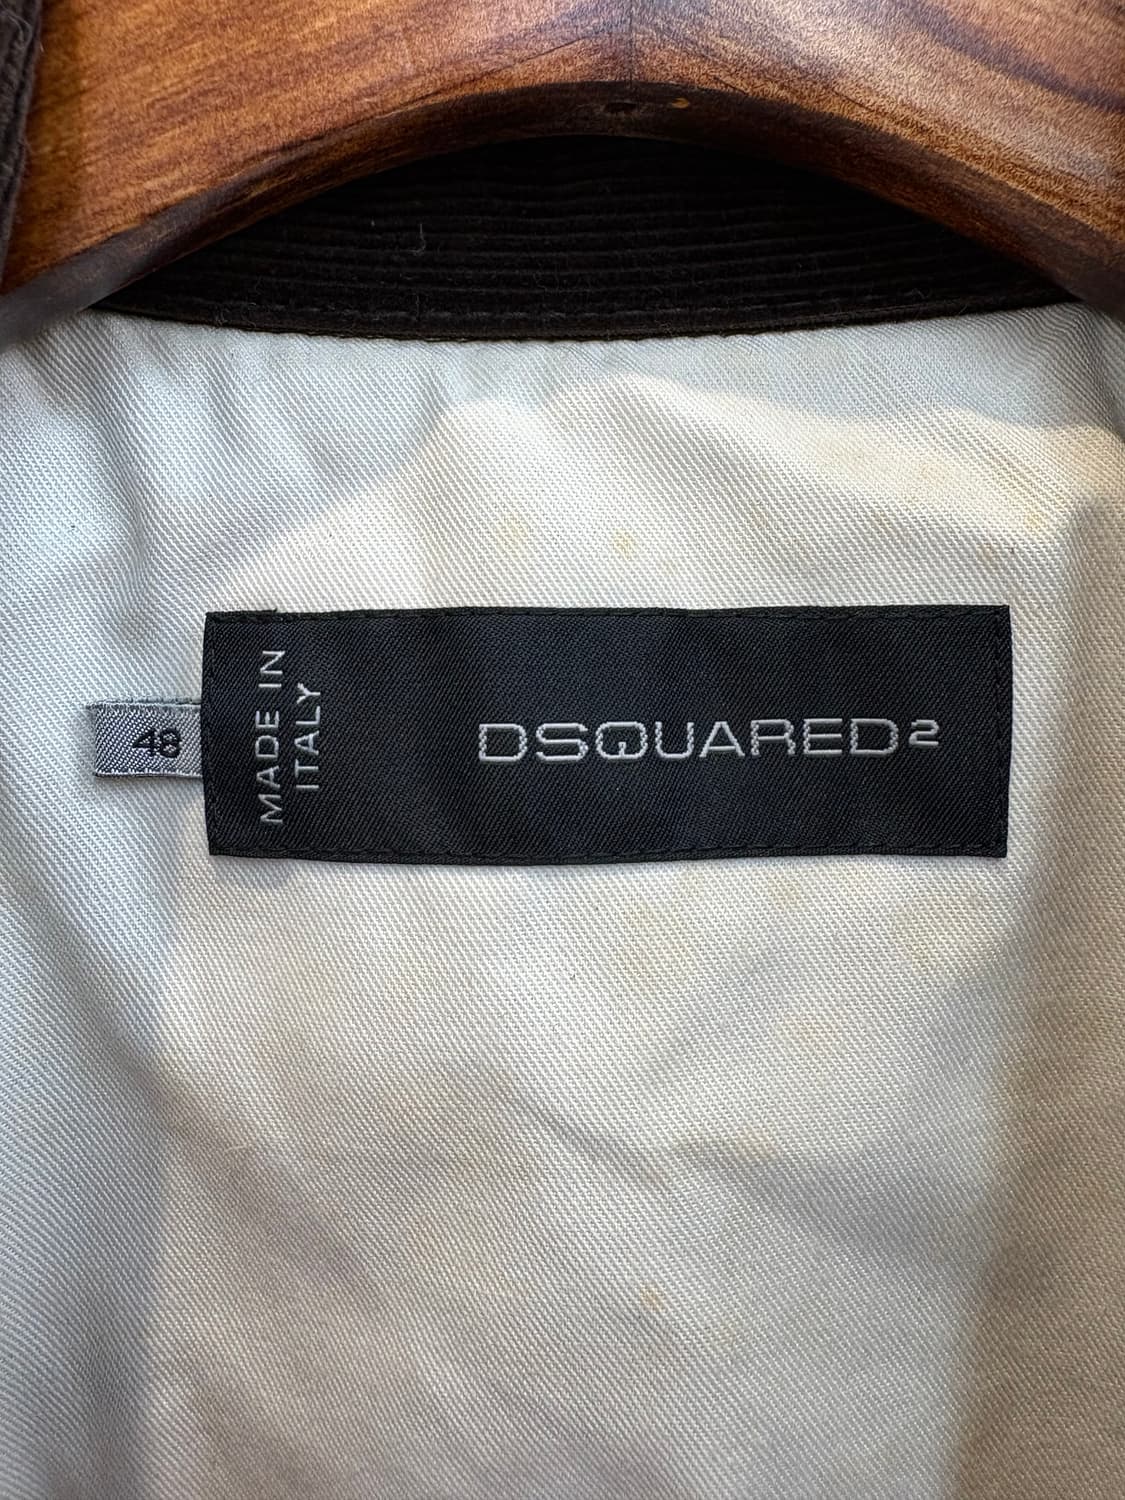 48
MADE IN
ITALY
DSQUARED2